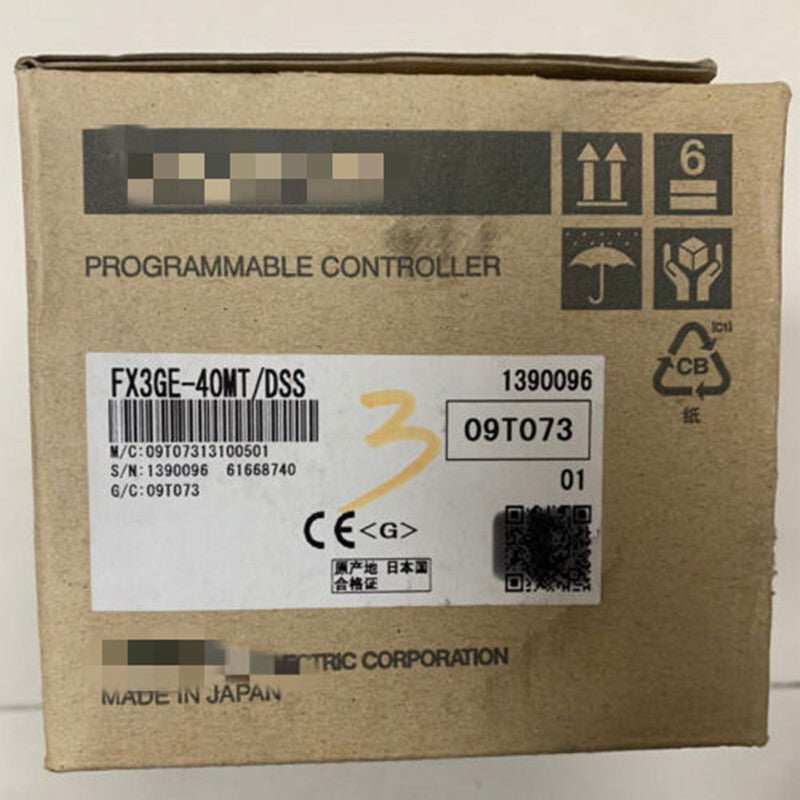 6
PROGRAMMABLE CONTROLLER
[C1]
CB
纸
FX3GE-40MT/DSS
1390096
M/C:09T07313100501
S/N:1390096 61668740
G/C:09T073
3
09T073
01
CE<G>
原产地 日本国
合格证
CORPORATION
MADE IN JAPAN